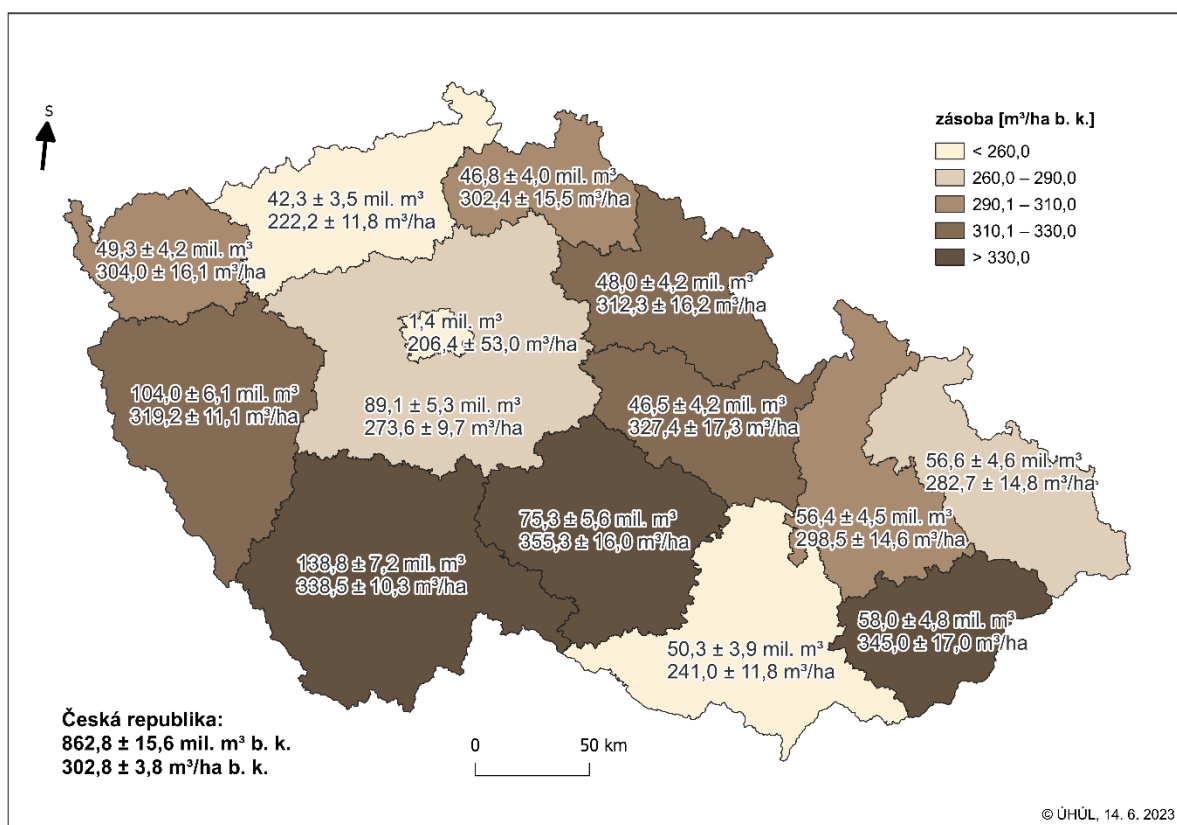 S
zásoba [m³/ha b. k.]
< 260,0
260,0 – 290,0
290,1 – 310,0
310,1 – 330,0
> 330,0
42,3 ± 3,5 mil. m³
222,2 ± 11,8 m³/ha
46,8 ± 4,0 mil. m³
302,4 ± 15,5 m³/ha
49,3 ± 4,2 mil. m³
304,0 ± 16,1 m³/ha
48,0 ± 4,2 mil. m³
312,3 ± 16,2 m³/ha
1,4 mil. m³
206,4 ± 53,0 m³/ha
104,0 ± 6,1 mil. m³
319,2 ± 11,1 m³/ha
89,1 ± 5,3 mil. m³
273,6 ± 9,7 m³/ha
46,5 ± 4,2 mil. m³
327,4 ± 17,3 m³/ha
56,6 ± 4,6 mil. m³
282,7 ± 14,8 m³/ha
75,3 ± 5,6 mil. m³
355,3 ± 16,0 m³/ha
56,4 ± 4,5 mil. m³
298,5 ± 14,6 m³/ha
138,8 ± 7,2 mil. m³
338,5 ± 10,3 m³/ha
58,0 ± 4,8 mil. m³
345,0 ± 17,0 m³/ha
50,3 ± 3,9 mil. m³
241,0 ± 11,8 m³/ha
Česká republika:
862,8 ± 15,6 mil. m³ b. k.
302,8 ± 3,8 m³/ha b. k.
0 50 km
© ÚHÚL, 14. 6. 2023